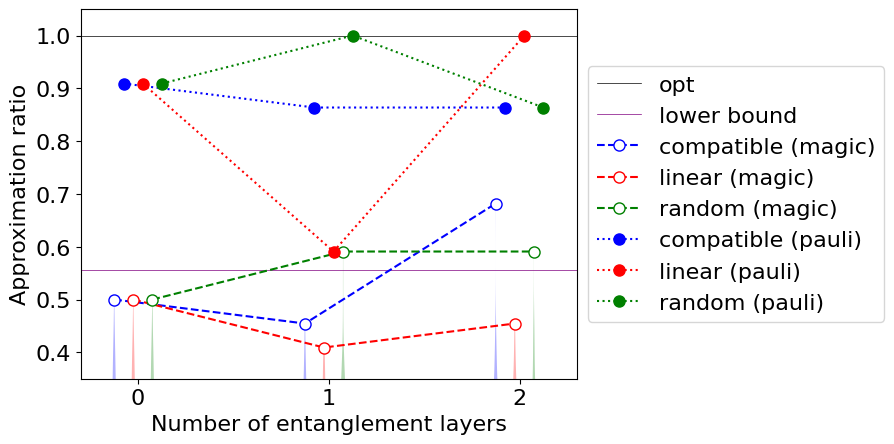 1.0
0.9
0.8
0.7
0.6
0.5
0.4
Approximation ratio
0
1
2
Number of entanglement layers
opt
lower bound
compatible (magic)
linear (magic)
random (magic)
compatible (pauli)
linear (pauli)
random (pauli)